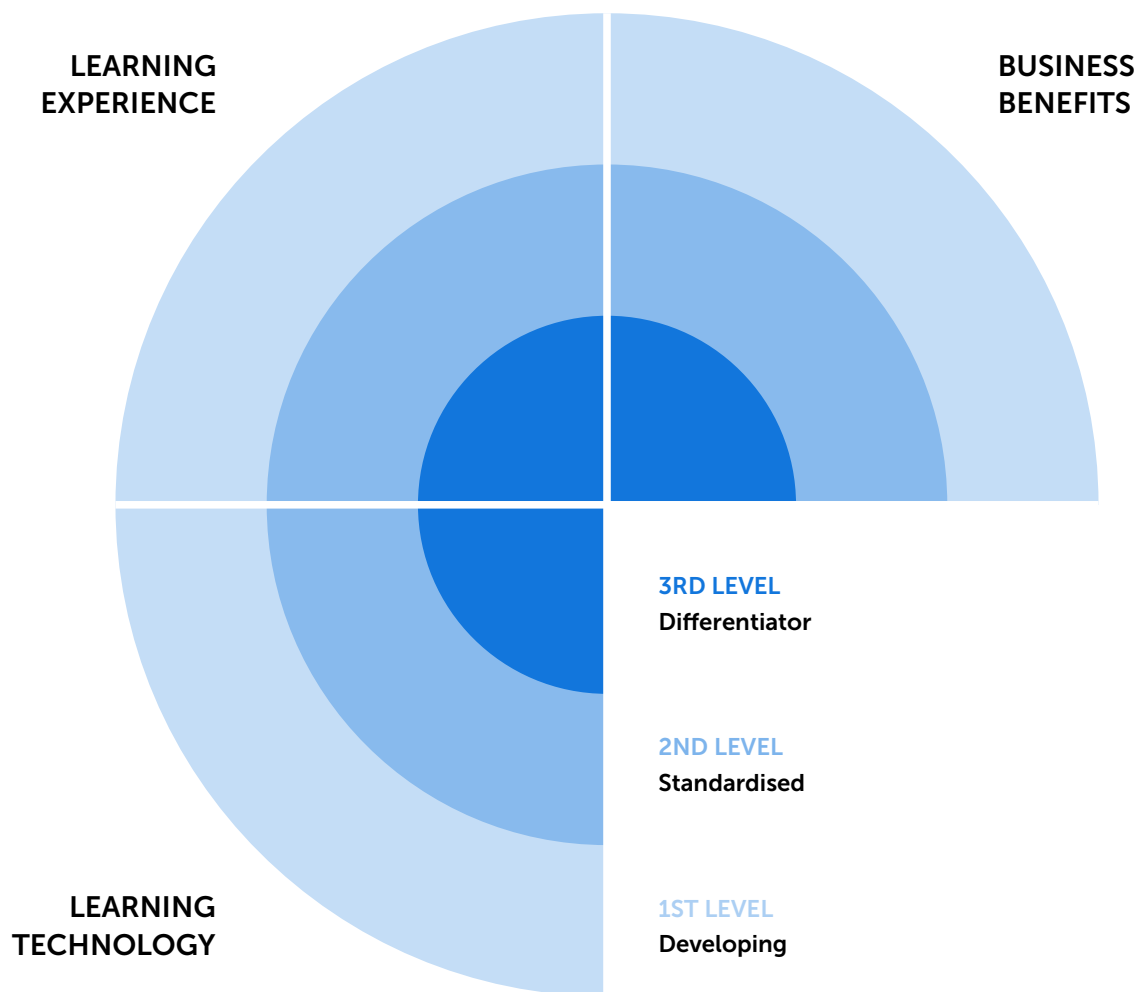 LEARNING
EXPERIENCE
BUSINESS
BENEFITS
3RD LEVEL
Differentiator
2ND LEVEL
Standardised
1ST LEVEL
Developing
LEARNING
TECHNOLOGY